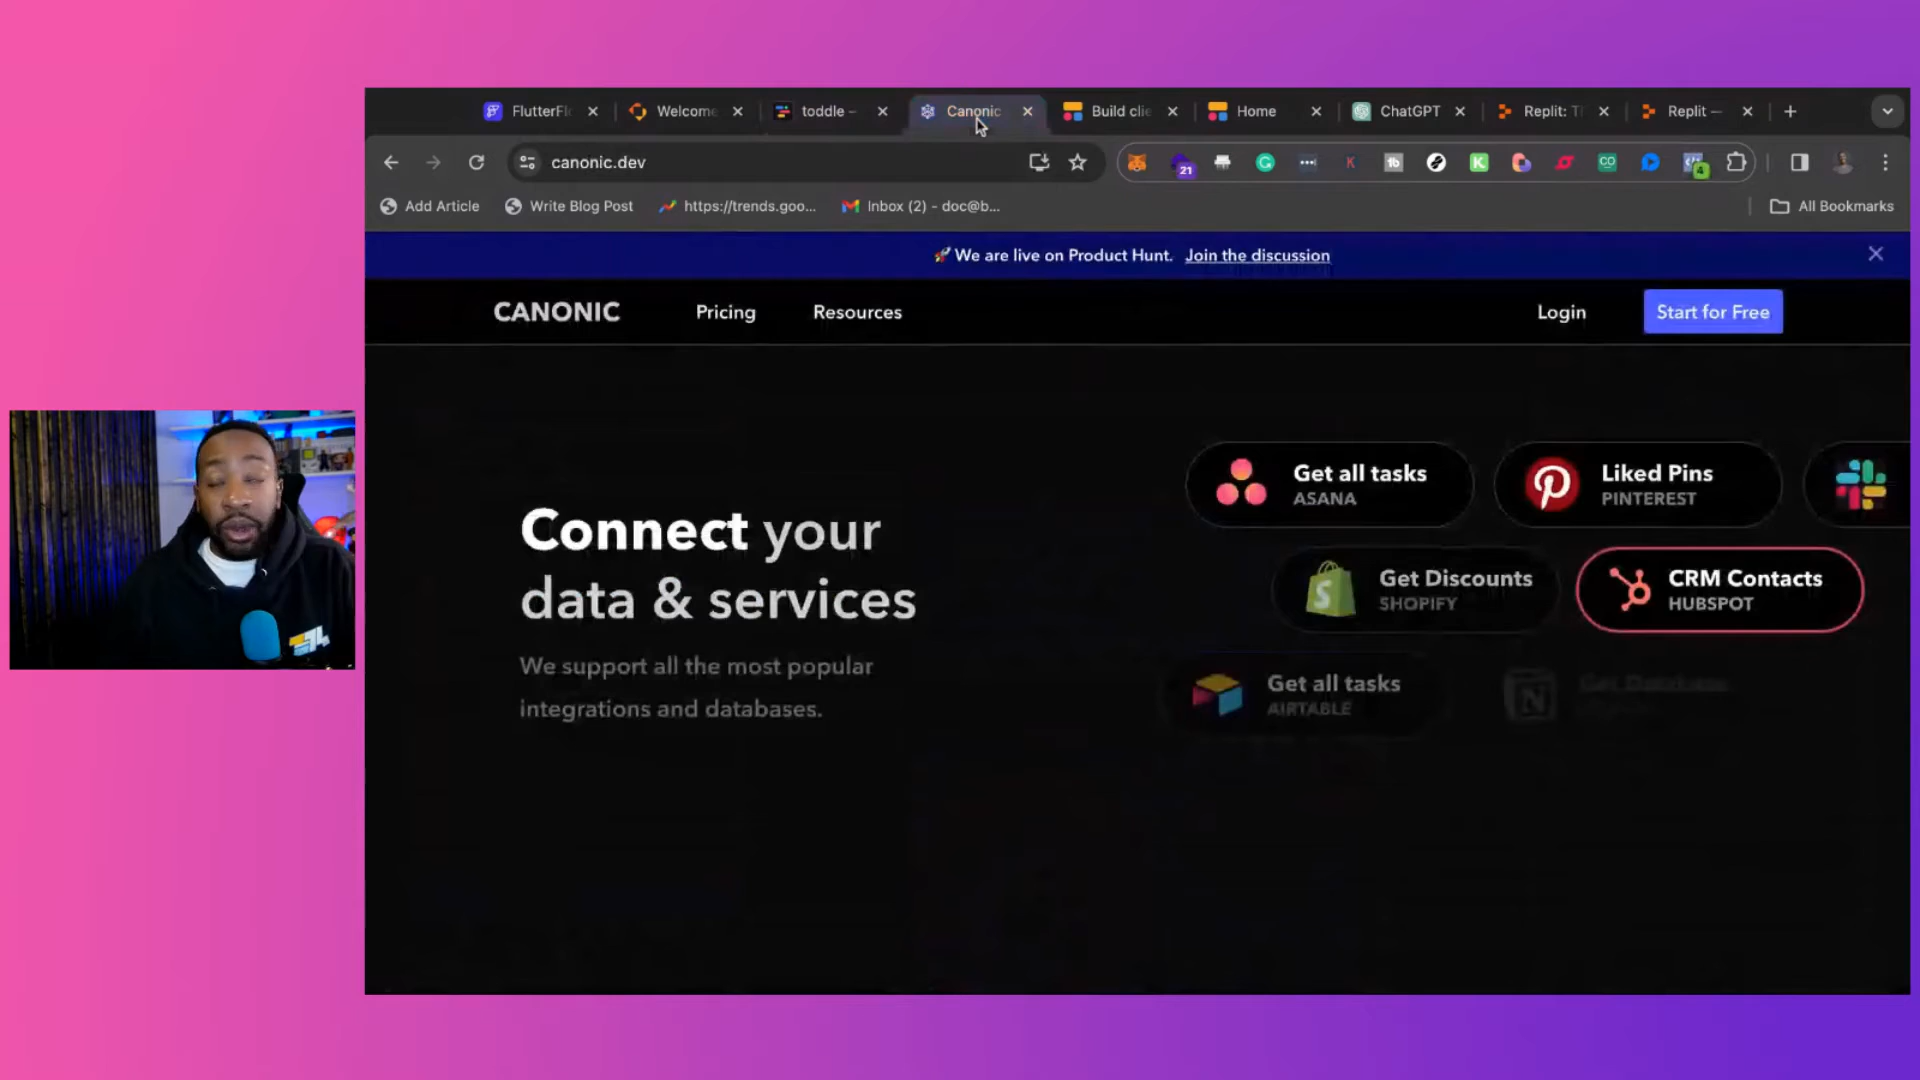 FlutterFl
Welcome
toddle –
Canonic
Build clie
Home
ChatGPT
Replit: T
Replit —
canonic.dev
21
4
Add Article
Write Blog Post
https://trends.goo...
Inbox (2) - doc@b...
All Bookmarks
🚀 We are live on Product Hunt. Join the discussion
CANONIC
Pricing
Resources
Login
Start for Free
Connect your
data & services
We support all the most popular
integrations and databases.
Get all tasks
ASANA
Liked Pins
PINTEREST
Get Discounts
SHOPIFY
CRM Contacts
HUBSPOT
Get all tasks
AIRTABLE